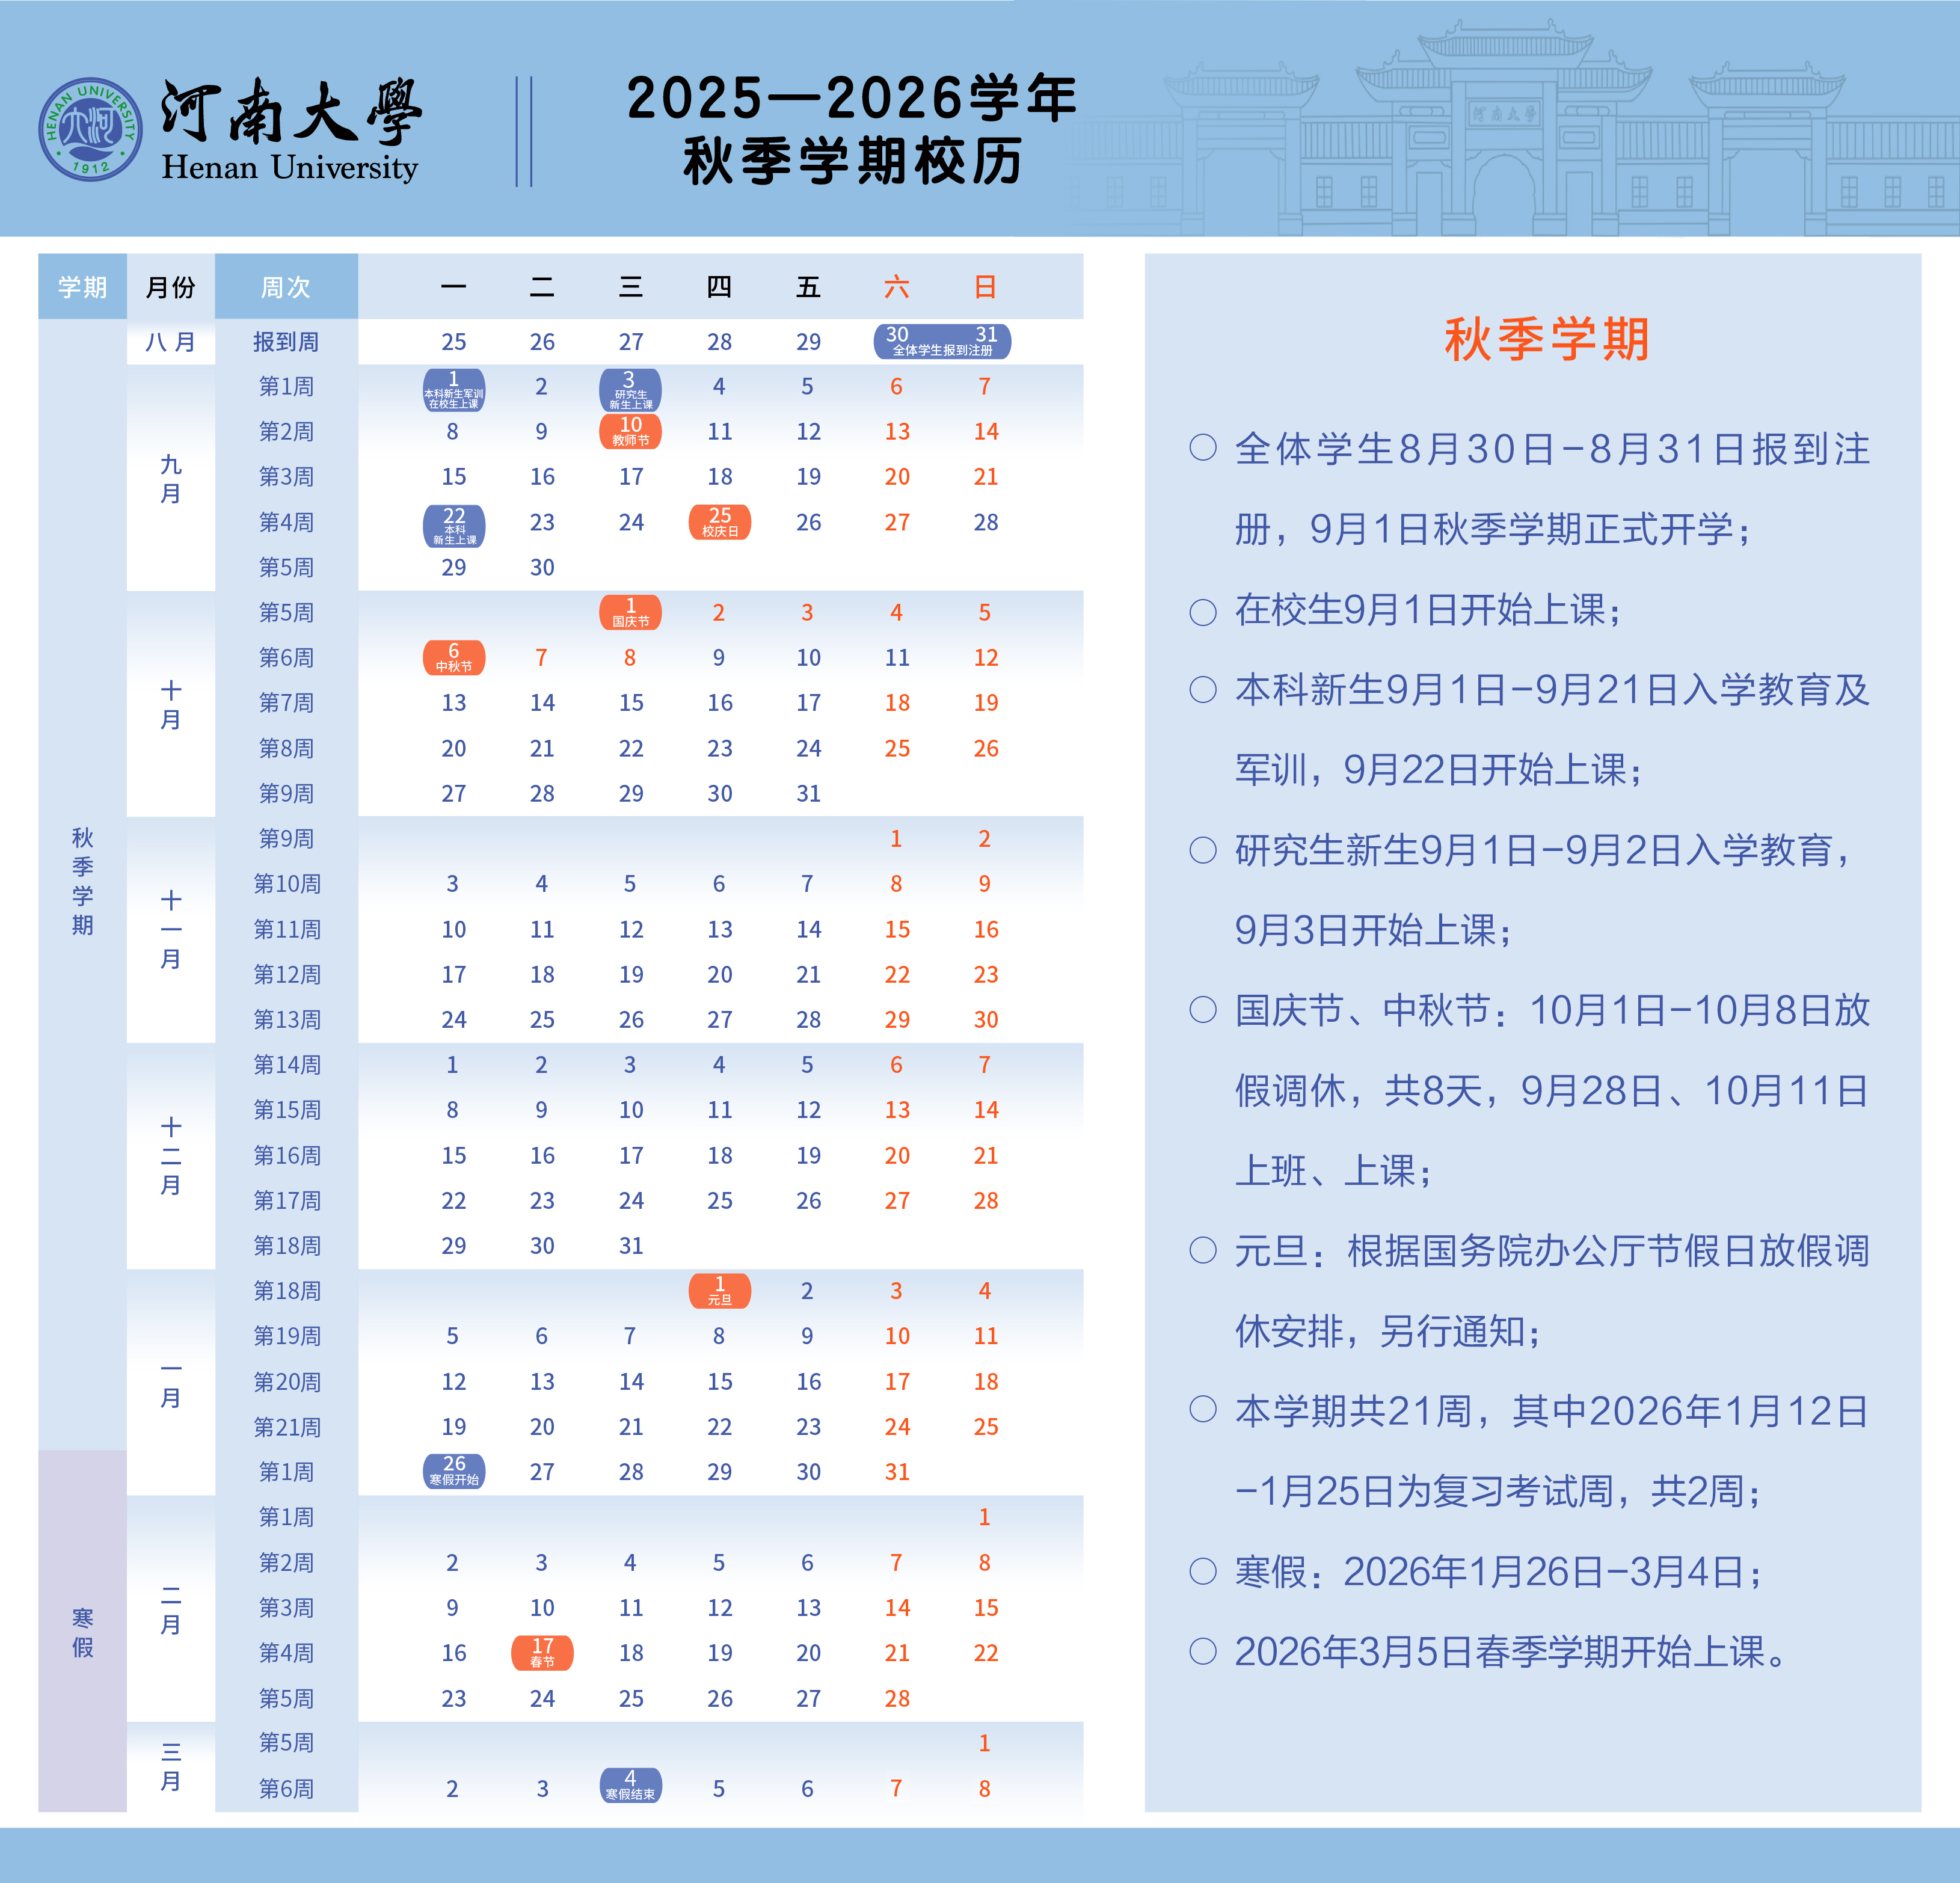 HENAN UNIVERSITY
1912
河南大學
Henan University
2025—2026学年
秋季学期校历
河南大学
学期 月份 周次 一 二 三 四 五 六 日
八月 报到周 25 26 27 28 29 30 31
全体学生报到注册
九月
第1周 1 2 3 4 5 6 7
本科新生军训
在校生上课
研究生
新生上课
第2周 8 9 10 11 12 13 14
教师节
第3周 15 16 17 18 19 20 21
第4周 22 23 24 25 26 27 28
本科
新生上课
校庆日
第5周 29 30
十月
第5周 1 2 3 4 5
国庆节
第6周 6 7 8 9 10 11 12
中秋节
第7周 13 14 15 16 17 18 19
第8周 20 21 22 23 24 25 26
第9周 27 28 29 30 31
秋季学期
十一月
第9周 1 2
第10周 3 4 5 6 7 8 9
第11周 10 11 12 13 14 15 16
第12周 17 18 19 20 21 22 23
第13周 24 25 26 27 28 29 30
十二月
第14周 1 2 3 4 5 6 7
第15周 8 9 10 11 12 13 14
第16周 15 16 17 18 19 20 21
第17周 22 23 24 25 26 27 28
第18周 29 30 31
一月
第18周 1 2 3 4
元旦
第19周 5 6 7 8 9 10 11
第20周 12 13 14 15 16 17 18
第21周 19 20 21 22 23 24 25
第1周 26 27 28 29 30 31
寒假开始
寒假
二月
第1周 1
第2周 2 3 4 5 6 7 8
第3周 9 10 11 12 13 14 15
第4周 16 17 18 19 20 21 22
春节
第5周 23 24 25 26 27 28
三月
第5周 1
第6周 2 3 4 5 6 7 8
寒假结束
秋季学期
○ 全体学生8月30日-8月31日报到注
册，9月1日秋季学期正式开学；
○ 在校生9月1日开始上课；
○ 本科新生9月1日-9月21日入学教育及
军训，9月22日开始上课；
○ 研究生新生9月1日-9月2日入学教育，
9月3日开始上课；
○ 国庆节、中秋节：10月1日-10月8日放
假调休，共8天，9月28日、10月11日
上班、上课；
○ 元旦：根据国务院办公厅节假日放假调
休安排，另行通知；
○ 本学期共21周，其中2026年1月12日
-1月25日为复习考试周，共2周；
○ 寒假：2026年1月26日-3月4日；
○ 2026年3月5日春季学期开始上课。